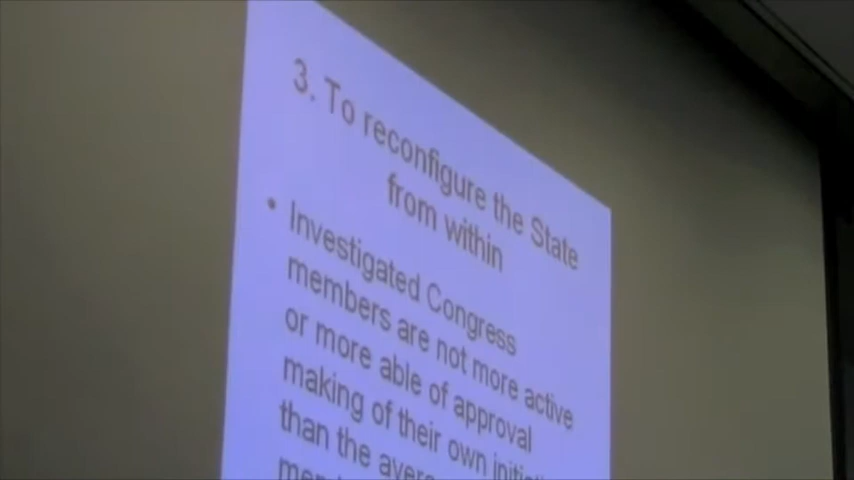 3. To reconfigure the State
from within
• Investigated Congress
members are not more active
or more able of approval
making of their own
than the